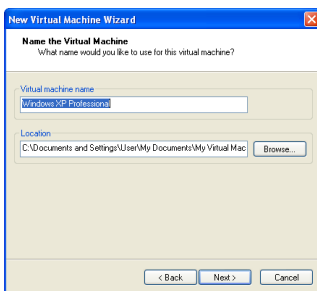 New Virtual Machine Wizard
Name the Virtual Machine
What name would you like to use for this virtual machine?
Virtual machine name
Windows XP Professional
Location
C:\Documents and Settings\User\My Documents\My Virtual Mac
Browse...
< Back
Next >
Cancel